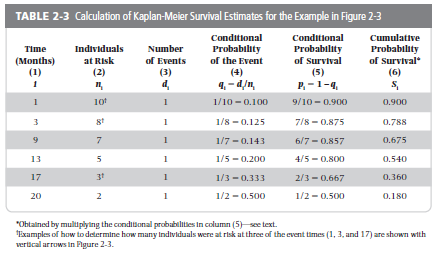 TABLE 2-3 Calculation of Kaplan-Meier Survival Estimates for the Example in Figure 2-3
Time (Months) (1) i | Individuals at Risk (2) nᵢ | Number of Events (3) dᵢ | Conditional Probability of the Event (4) qᵢ = dᵢ/nᵢ | Conditional Probability of Survival (5) pᵢ = 1 – qᵢ | Cumulative Probability of Survival* (6) Sᵢ
1 10† 1 1/10 = 0.100 9/10 = 0.900 0.900
3 8† 1 1/8 = 0.125 7/8 = 0.875 0.788
9 7 1 1/7 = 0.143 6/7 = 0.857 0.675
13 5 1 1/5 = 0.200 4/5 = 0.800 0.540
17 3† 1 1/3 = 0.333 2/3 = 0.667 0.360
20 2 1 1/2 = 0.500 1/2 = 0.500 0.180
*Obtained by multiplying the conditional probabilities in column (5)—see text.
†Examples of how to determine how many individuals were at risk at three of the event times (1, 3, and 17) are shown with
vertical arrows in Figure 2-3.